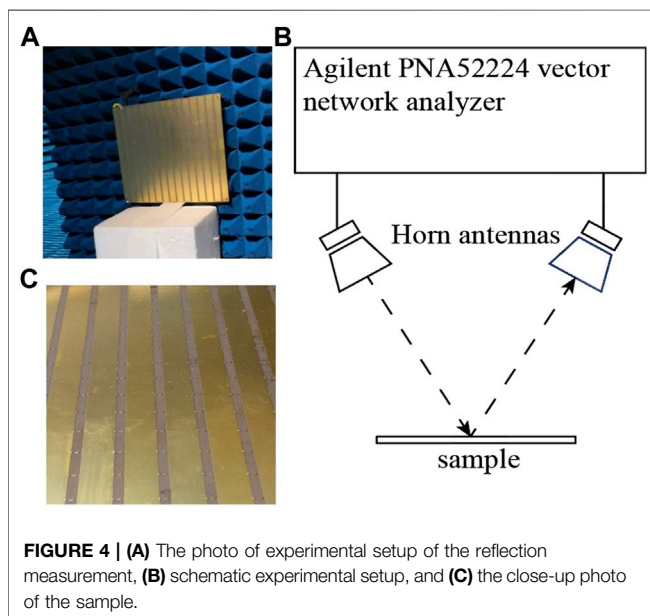 A
B
Agilent PNA52224 vector
network analyzer
Horn antennas
C
sample
FIGURE 4 | (A) The photo of experimental setup of the reflection
measurement, (B) schematic experimental setup, and (C) the close-up photo
of the sample.